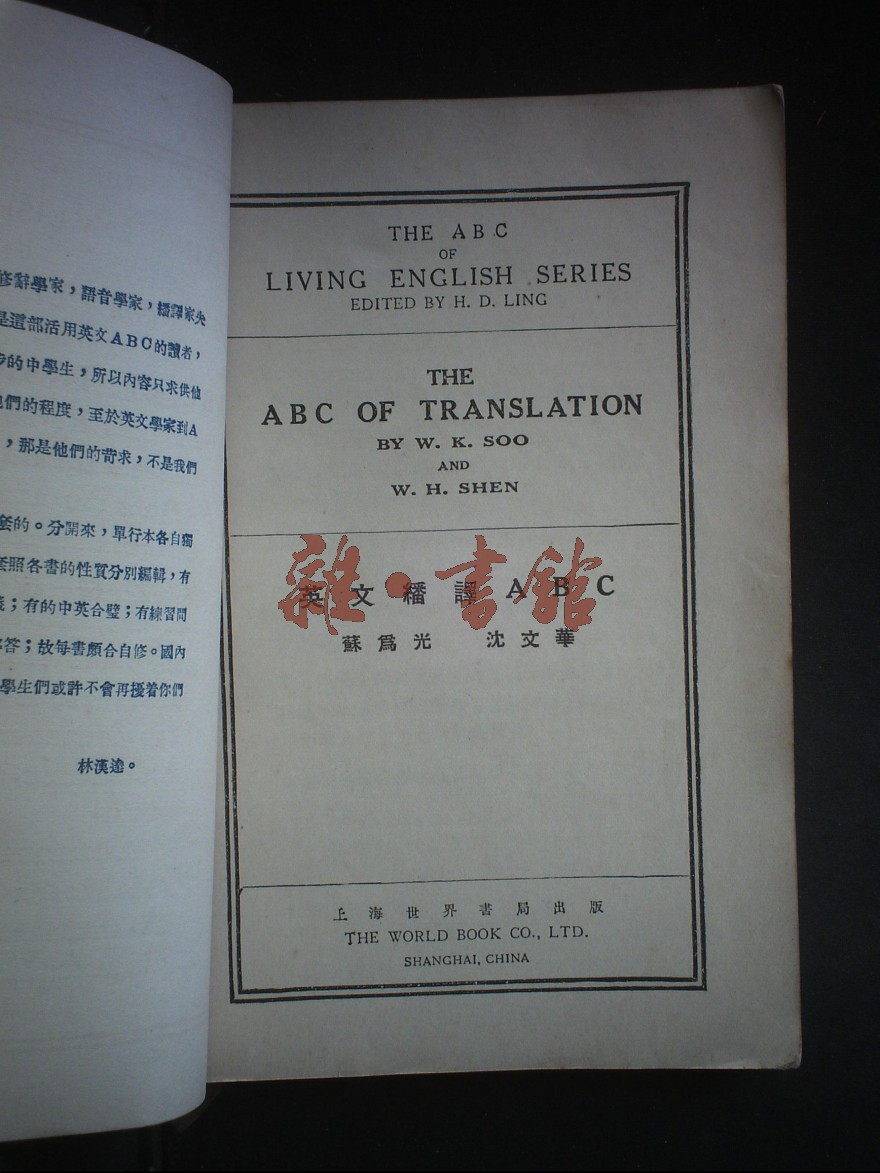 修辭學家，語音學家，繙譯家央
是這部活用英文ABC的讀者，
步的中學生，所以內容只求供他
他們的程度，至於英文學家到A
，那是他們的苛求，不是我們
套的。分開來，單行本各自獨
套照各書的性質分別編輯，有
；有的中英合璧；有練習問
答；故每書頗合自修。國內
學生們或許不會再擾着你們
林漢達。
THE ABC
OF
LIVING ENGLISH SERIES
EDITED BY H. D. LING
THE
ABC OF TRANSLATION
BY W. K. SOO
AND
W. H. SHEN
英文繙譯ABC
雜·書館
蘇爲光 沈文華
上海世界書局出版
THE WORLD BOOK CO., LTD.
SHANGHAI, CHINA